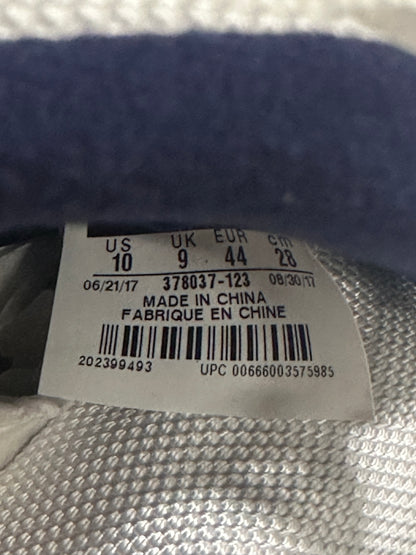 US UK EUR cm
10 9 44 28
06/21/17 378037-123 08/30/17
MADE IN CHINA
FABRIQUE EN CHINE
202399493 UPC 00666003575985